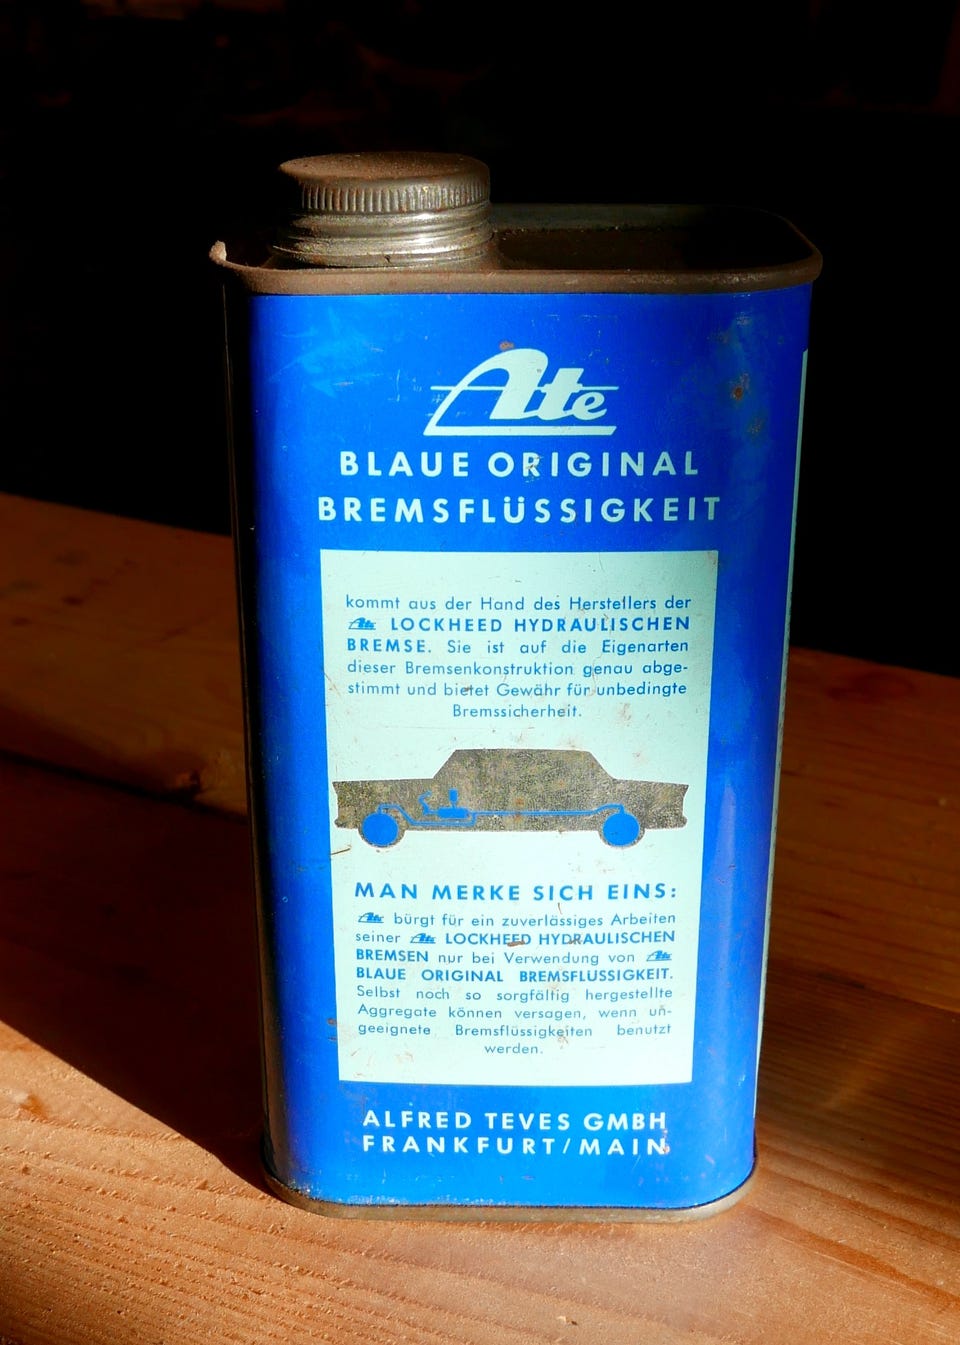 Ate
BLAUE ORIGINAL
BREMSFLÜSSIGKEIT
kommt aus der Hand des Herstellers der
Ate LOCKHEED HYDRAULISCHEN
BREMSE. Sie ist auf die Eigenarten
dieser Bremsenkonstruktion genau abge-
stimmt und bietet Gewähr für unbedingte
Bremssicherheit.
MAN MERKE SICH EINS:
Ate bürgt für ein zuverlässiges Arbeiten
seiner Ate LOCKHEED HYDRAULISCHEN
BREMSEN nur bei Verwendung von Ate
BLAUE ORIGINAL BREMSFLUSSIGKEIT.
Selbst noch so sorgfältig hergestellte
Aggregate können versagen, wenn un-
geeignete Bremsflüssigkeiten benutzt
werden.
ALFRED TEVES GMBH
FRANKFURT/MAIN